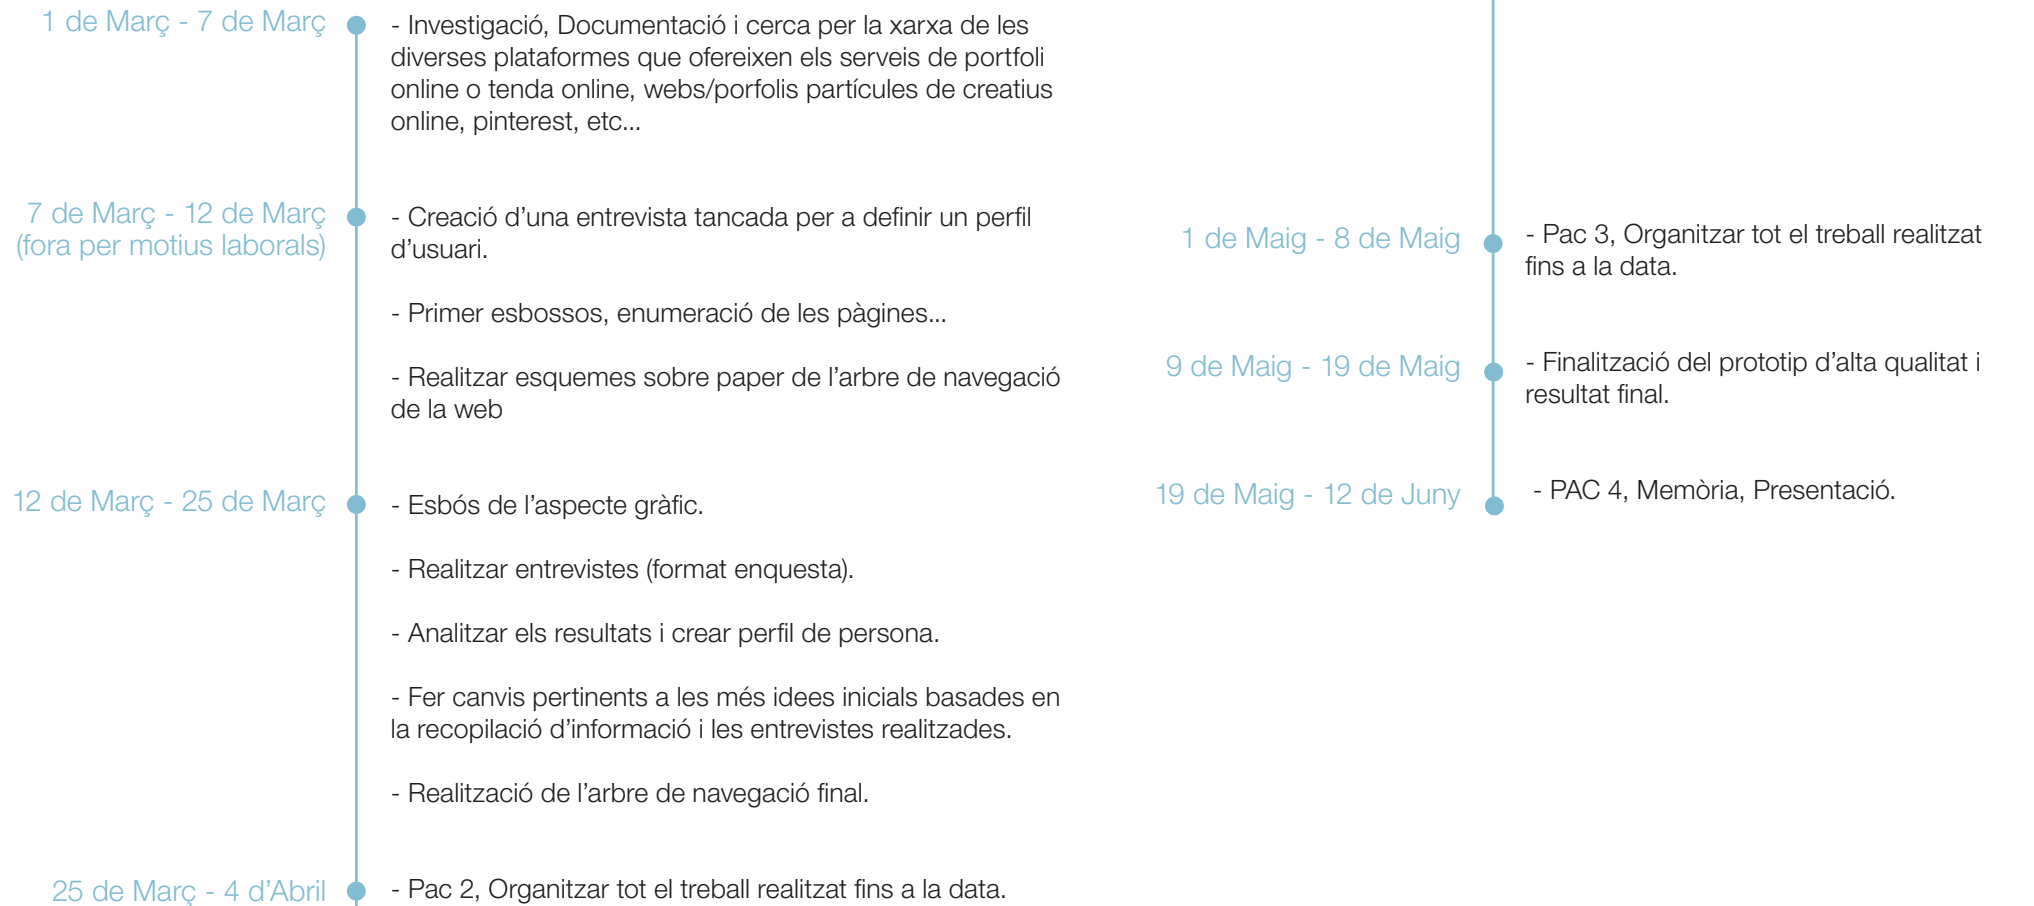 1 de Març - 7 de Març
- Investigació, Documentació i cerca per la xarxa de les
diverses plataformes que ofereixen els serveis de portfoli
online o tenda online, webs/porfolis partícules de creatius
online, pinterest, etc...
7 de Març - 12 de Març
(fora per motius laborals)
- Creació d’una entrevista tancada per a definir un perfil
d’usuari.
- Primer esbossos, enumeració de les pàgines...
- Realitzar esquemes sobre paper de l’arbre de navegació
de la web
12 de Març - 25 de Març
- Esbós de l’aspecte gràfic.
- Realitzar entrevistes (format enquesta).
- Analitzar els resultats i crear perfil de persona.
- Fer canvis pertinents a les més idees inicials basades en
la recopilació d’informació i les entrevistes realitzades.
- Realització de l’arbre de navegació final.
25 de Març - 4 d’Abril
- Pac 2, Organitzar tot el treball realitzat fins a la data.
1 de Maig - 8 de Maig
- Pac 3, Organitzar tot el treball realitzat
fins a la data.
9 de Maig - 19 de Maig
- Finalització del prototip d’alta qualitat i
resultat final.
19 de Maig - 12 de Juny
- PAC 4, Memòria, Presentació.